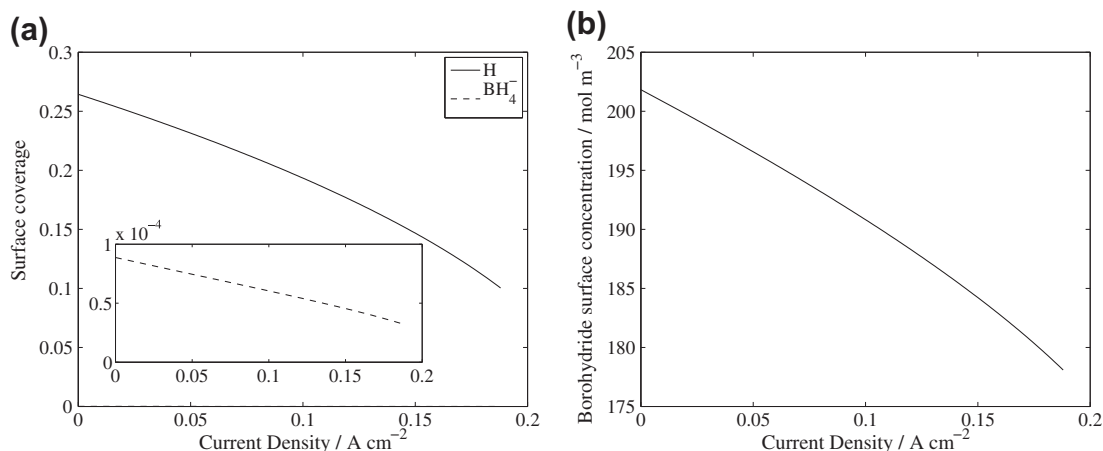 (a)
0.3
0.25
0.2
0.15
0.1
0.05
0
Surface coverage
H
BH₄⁻
1 x 10⁻⁴
0.5
0
0 0.05 0.1 0.15 0.2
0 0.05 0.1 0.15 0.2
Current Density / A cm⁻²
(b)
205
200
195
190
185
180
175
Borohydride surface concentration / mol m⁻³
0 0.05 0.1 0.15 0.2
Current Density / A cm⁻²